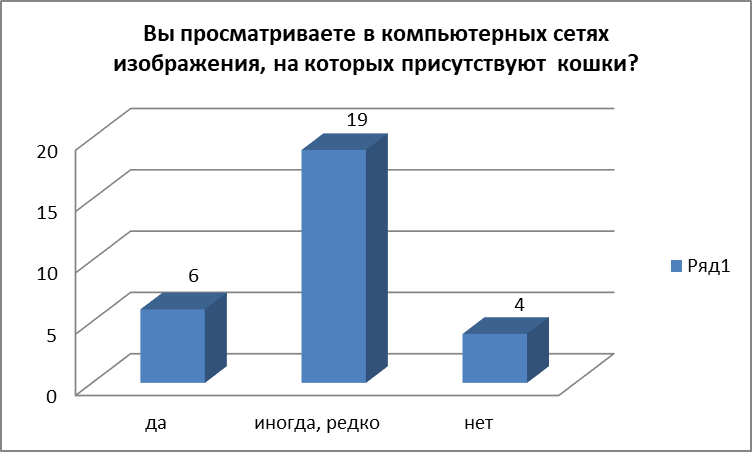 Вы просматриваете в компьютерных сетях
изображения, на которых присутствуют кошки?
19
20
15
6
10
Ряд1
4
5
0
да
иногда, редко
нет